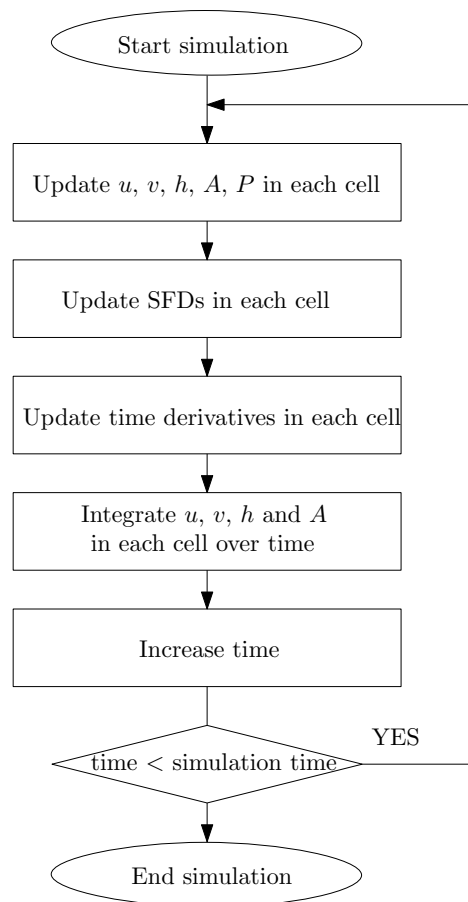 Start simulation
Update u, v, h, A, P in each cell
Update SFDs in each cell
Update time derivatives in each cell
Integrate u, v, h and A
in each cell over time
Increase time
YES
time < simulation time
End simulation